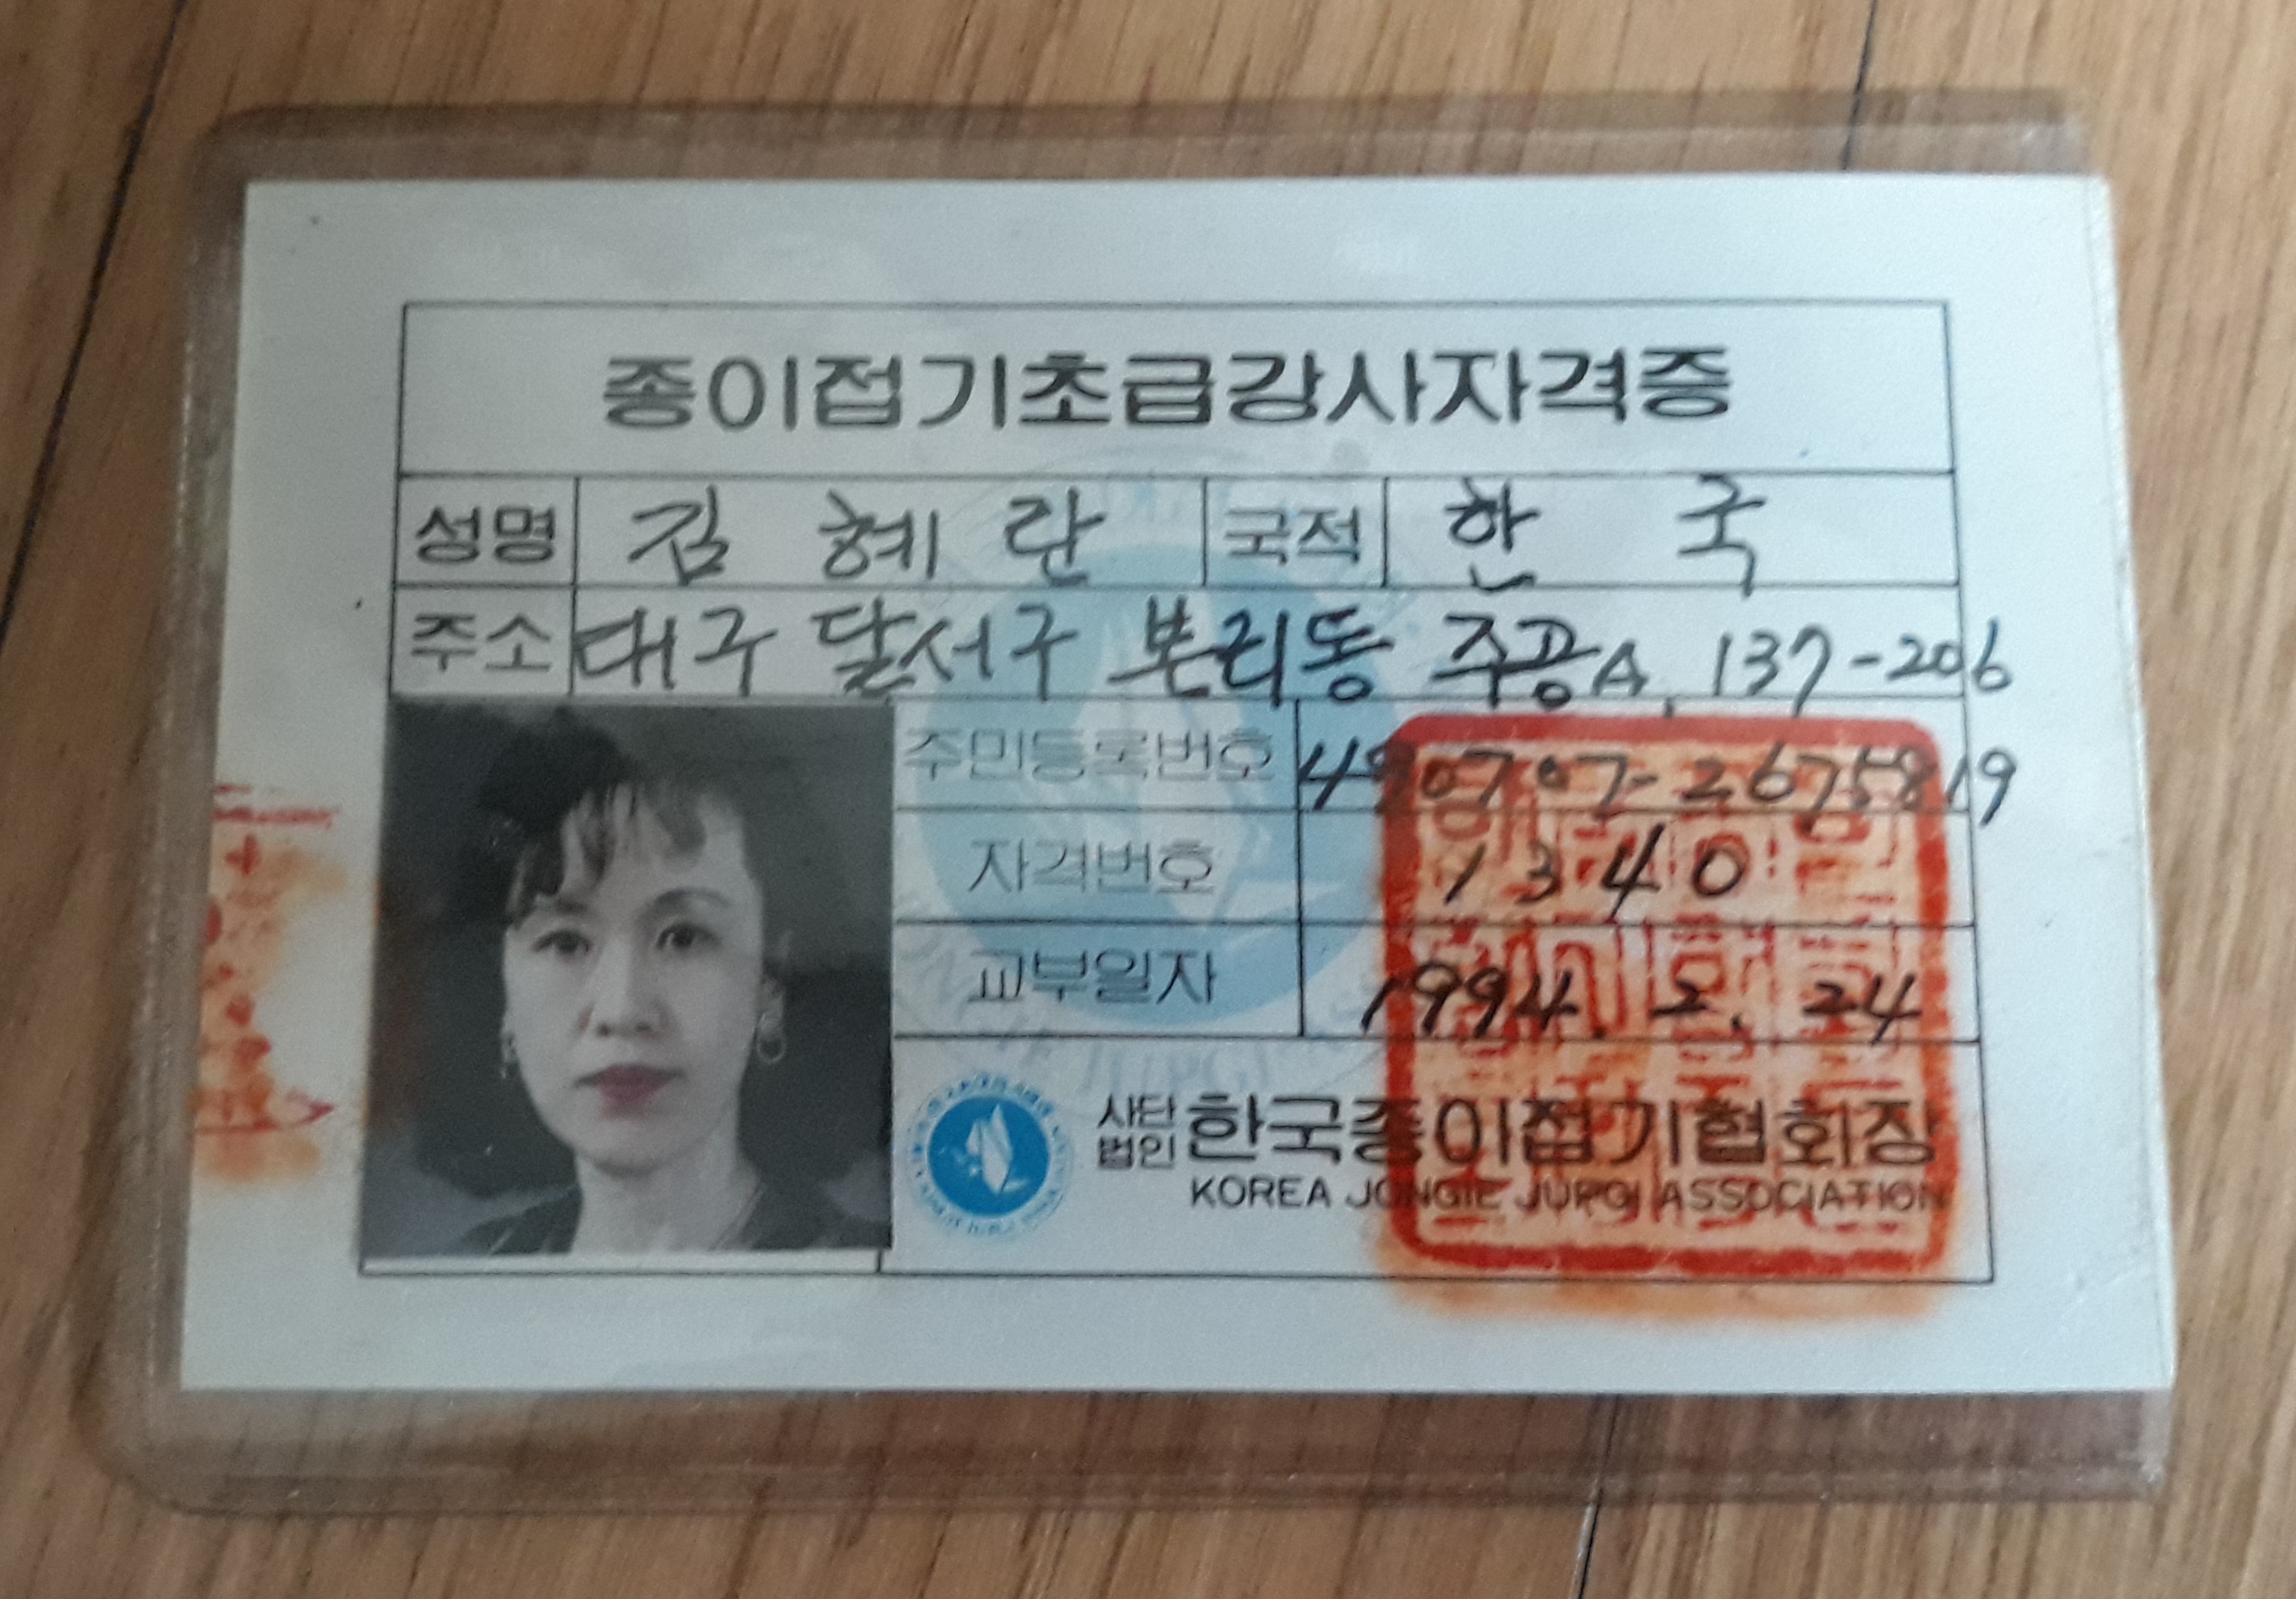 종이접기초급강사자격증
성명 김 혜 란 국적 한 국
주소 대구 달서구 본리동 주공A. 137-206
주민등록번호
자격번호 1340
교부일자 1994. 2. 24
사단법인 한국종이접기협회장
KOREA JONGIE JUPGI ASSOCIATION